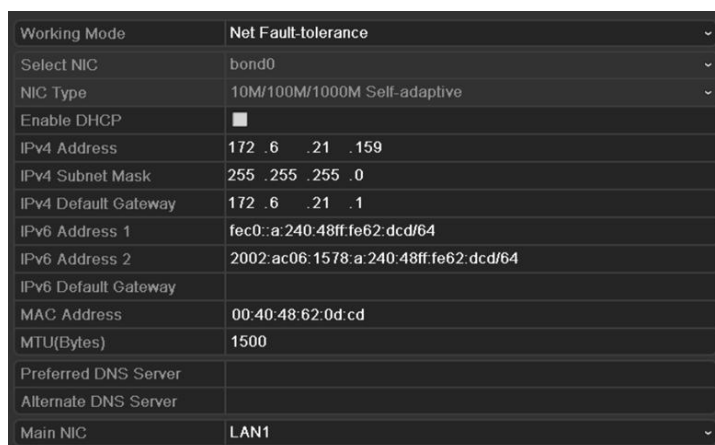 Working Mode Net Fault-tolerance
Select NIC bond0
NIC Type 10M/100M/1000M Self-adaptive
Enable DHCP
IPv4 Address 172 .6 .21 .159
IPv4 Subnet Mask 255 .255 .255 .0
IPv4 Default Gateway 172 .6 .21 .1
IPv6 Address 1 fec0::a:240:48ff:fe62:dcd/64
IPv6 Address 2 2002:ac06:1578:a:240:48ff:fe62:dcd/64
IPv6 Default Gateway
MAC Address 00:40:48:62:0d:cd
MTU(Bytes) 1500
Preferred DNS Server
Alternate DNS Server
Main NIC LAN1